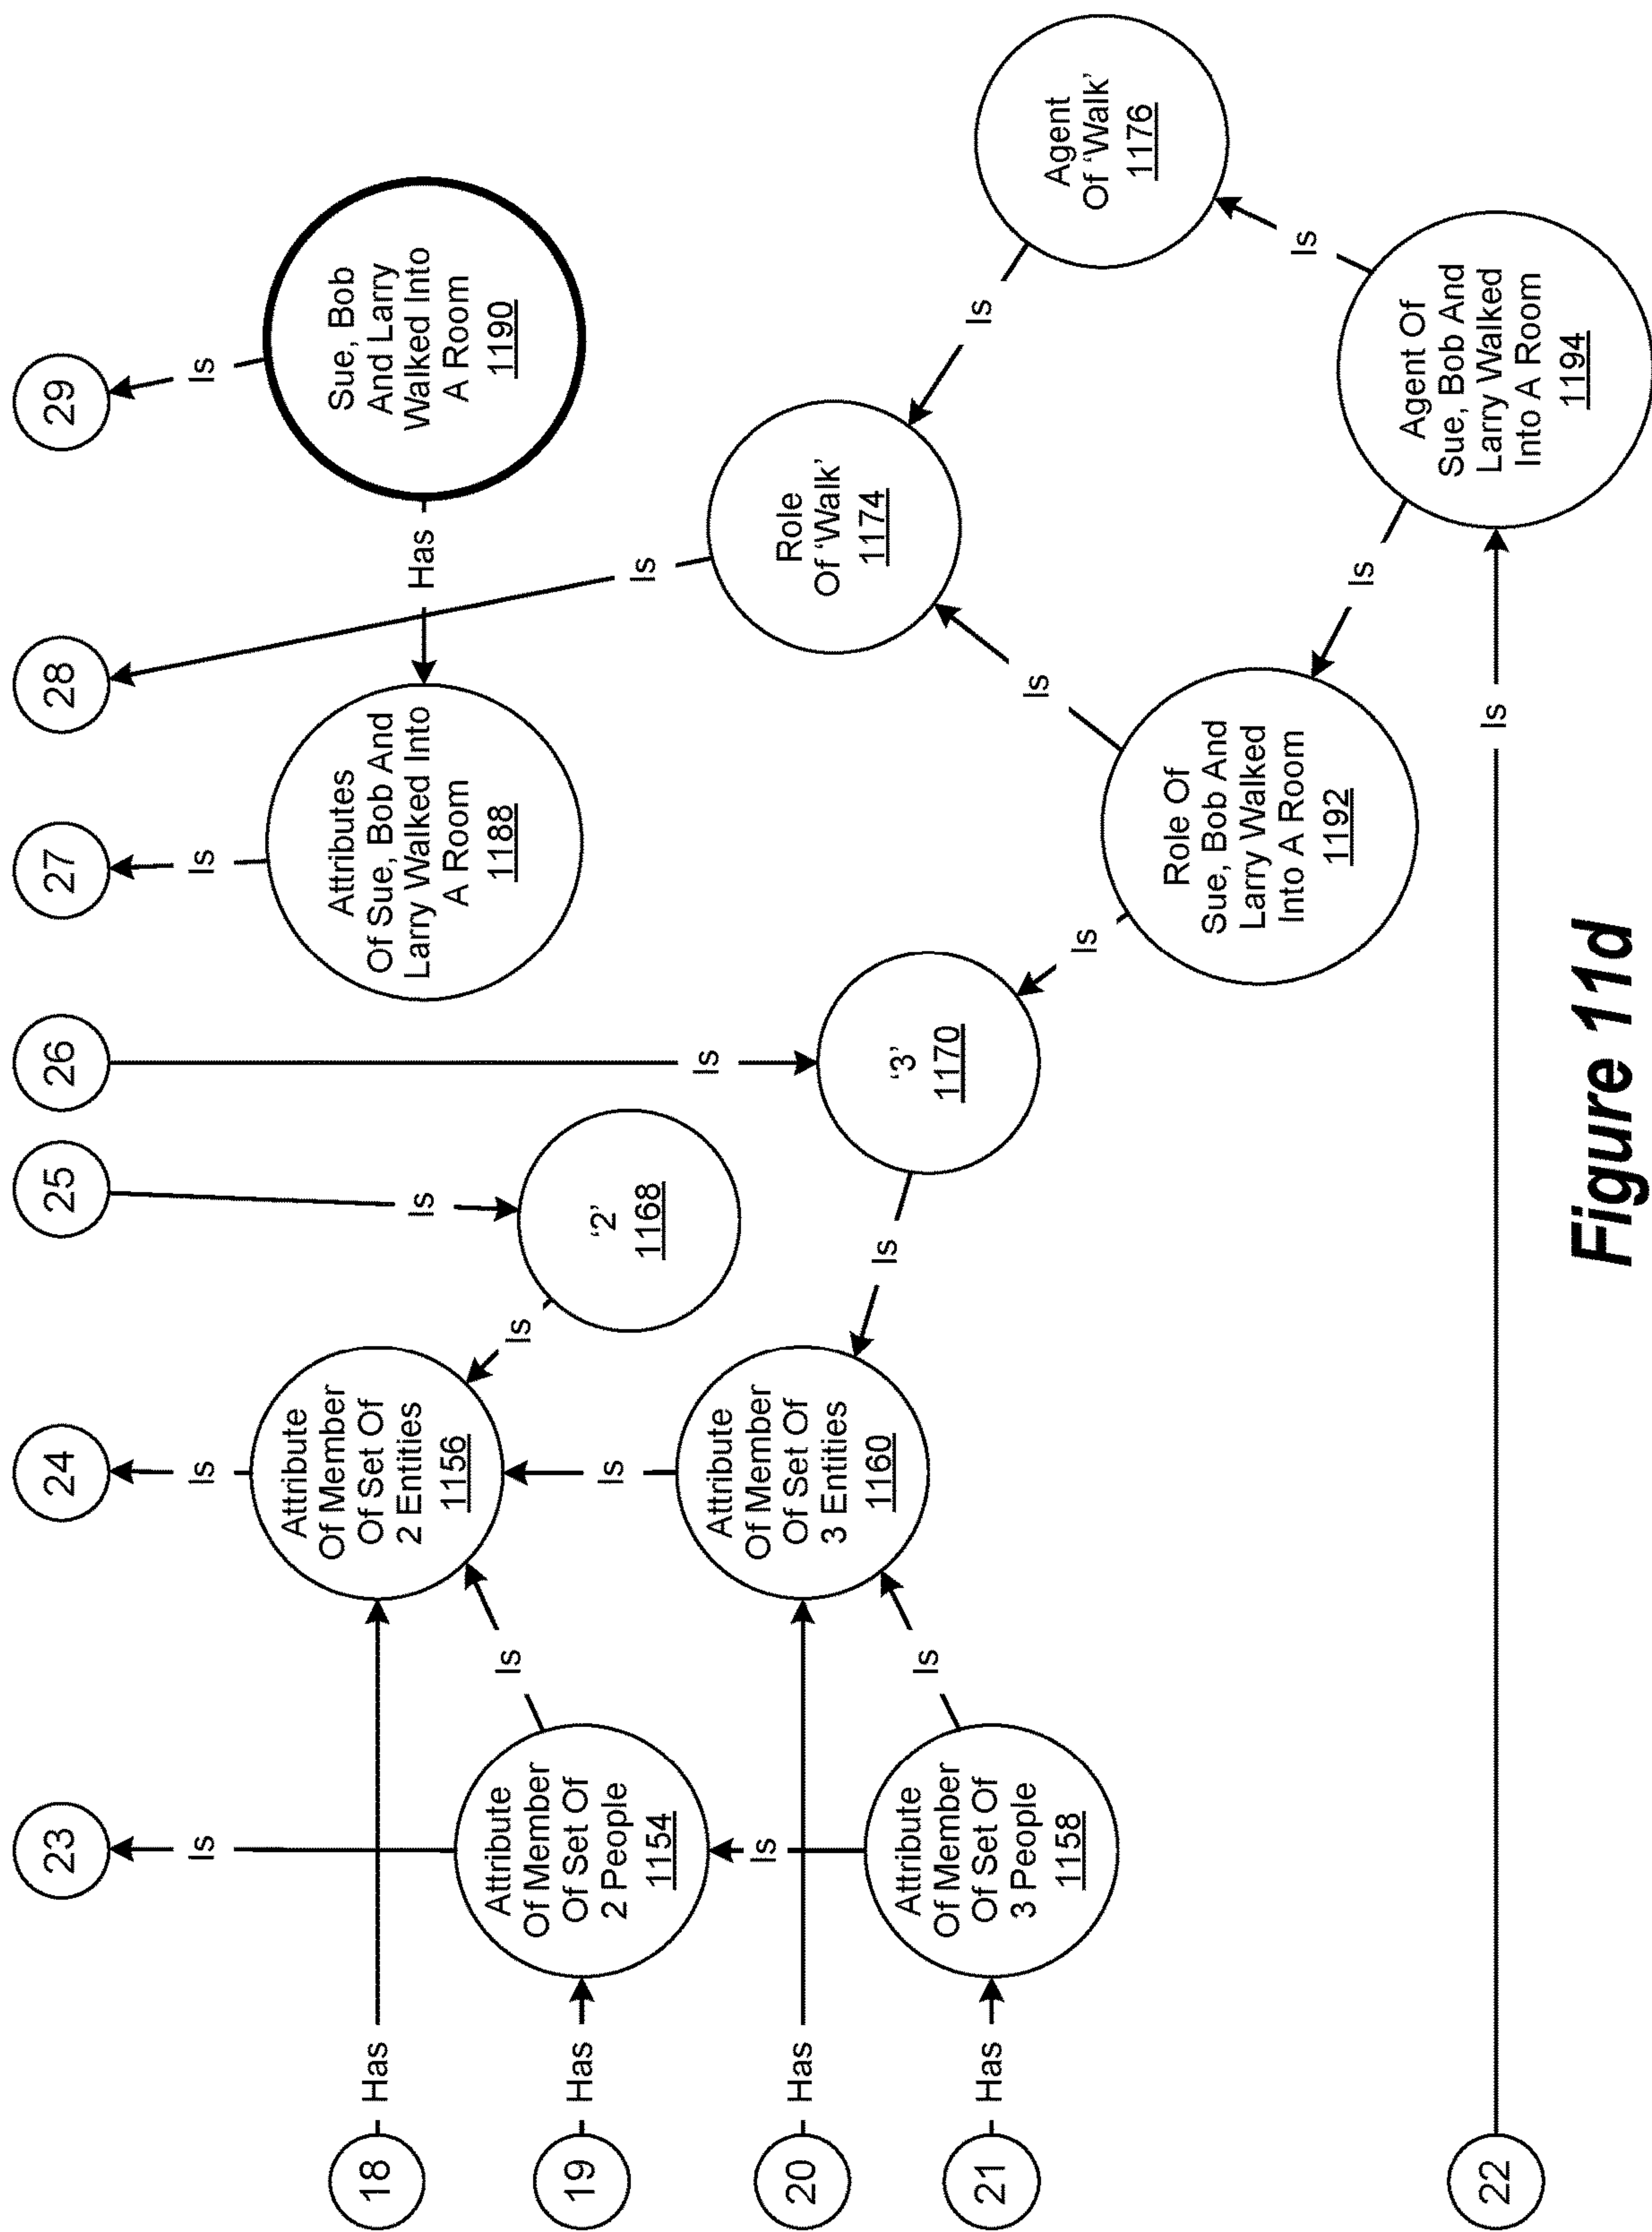 23
24
25
26
27
28
29
Is
Is
Is
Is
18
Has
Attribute
Of Member
Of Set Of
2 Entities
1156
Is
Attributes
Of Sue, Bob And
Larry Walked Into
A Room
1188
Has
Sue, Bob
And Larry
Walked Into
A Room
1190
19
Has
Attribute
Of Member
Of Set Of
2 People
1154
Is
Is
Is
'2'
1168
Is
Is
Is
20
Has
Attribute
Of Member
Of Set Of
3 Entities
1160
Role
Of 'Walk'
1174
Is
'3'
1170
Is
Is
21
Has
Attribute
Of Member
Of Set Of
3 People
1158
Is
Is
Agent
Of 'Walk'
1176
Role Of
Sue, Bob And
Larry Walked
Into A Room
1192
Is
Is
22
Is
Agent Of
Sue, Bob And
Larry Walked
Into A Room
1194
Figure 11d